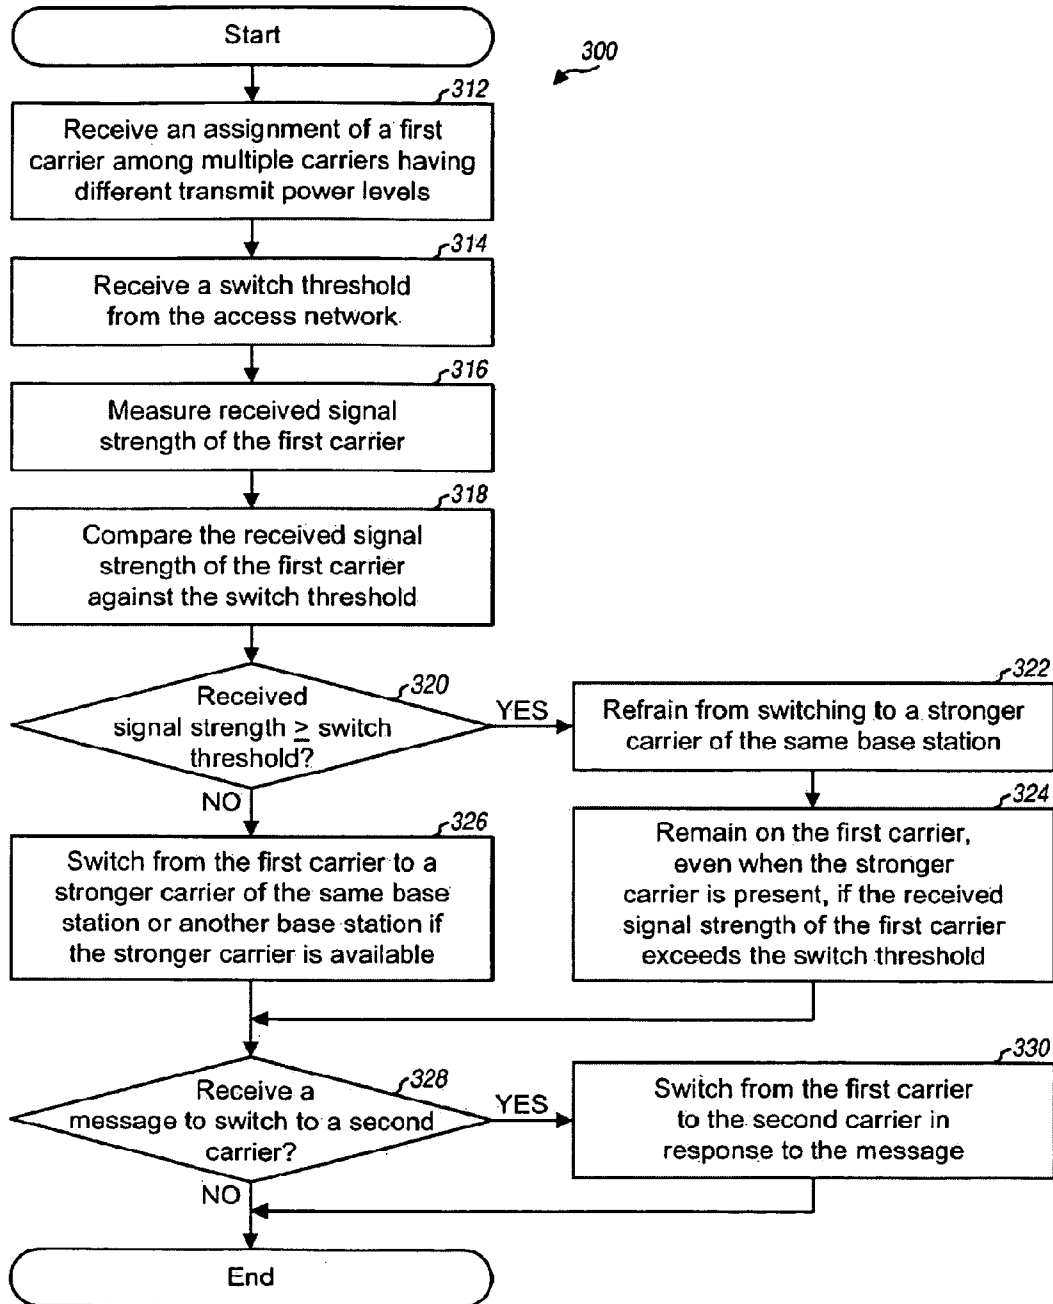 Start
300
312
Receive an assignment of a first
carrier among multiple carriers having
different transmit power levels
314
Receive a switch threshold
from the access network
316
Measure received signal
strength of the first carrier
318
Compare the received signal
strength of the first carrier
against the switch threshold
320
Received
signal strength ≥ switch
threshold?
YES
NO
322
Refrain from switching to a stronger
carrier of the same base station
324
Remain on the first carrier,
even when the stronger
carrier is present, if the received
signal strength of the first carrier
exceeds the switch threshold
326
Switch from the first carrier to a
stronger carrier of the same base
station or another base station if
the stronger carrier is available
328
Receive a
message to switch to a second
carrier?
YES
NO
330
Switch from the first carrier
to the second carrier in
response to the message
End